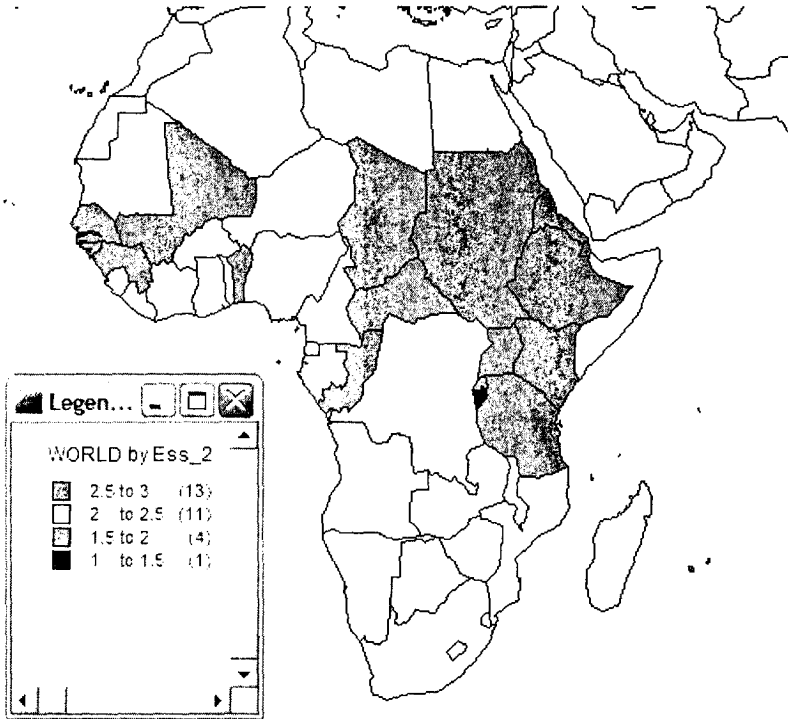 Legen...
WORLD by Ess_2
2.5 to 3 (13)
2 to 2.5 (11)
1.5 to 2 (4)
1 to 1.5 (1)